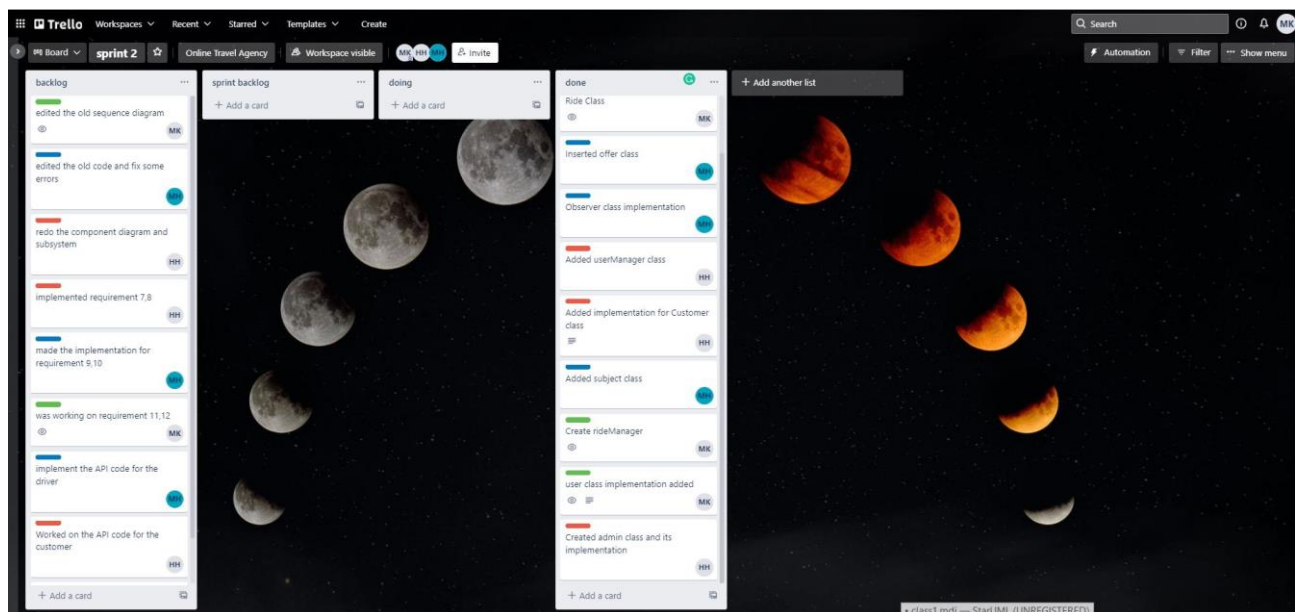 Trello
Workspaces
Recent
Starred
Templates
Create
Search
MK
Board
sprint 2
Online Travel Agency
Workspace visible
MK HH MH
Invite
Automation
Filter
Show menu
backlog
edited the old sequence diagram
MK
edited the old code and fix some
errors
MH
redo the component diagram and
subsystem
HH
implemented requirement 7,8
HH
made the implementation for
requirement 9,10
MH
was working on requirement 11,12
MK
implement the API code for the
driver
MH
Worked on the API code for the
customer
HH
+ Add a card
sprint backlog
+ Add a card
doing
+ Add a card
done
Ride Class
MK
Inserted offer class
MH
Observer class implementation
MH
Added userManager class
HH
Added implementation for Customer
class
HH
Added subject class
MH
Create rideManager
MK
user class implementation added
MK
Created admin class and its
implementation
HH
+ Add a card
+ Add another list
• class1.mdj — StarUML (UNREGISTERED)